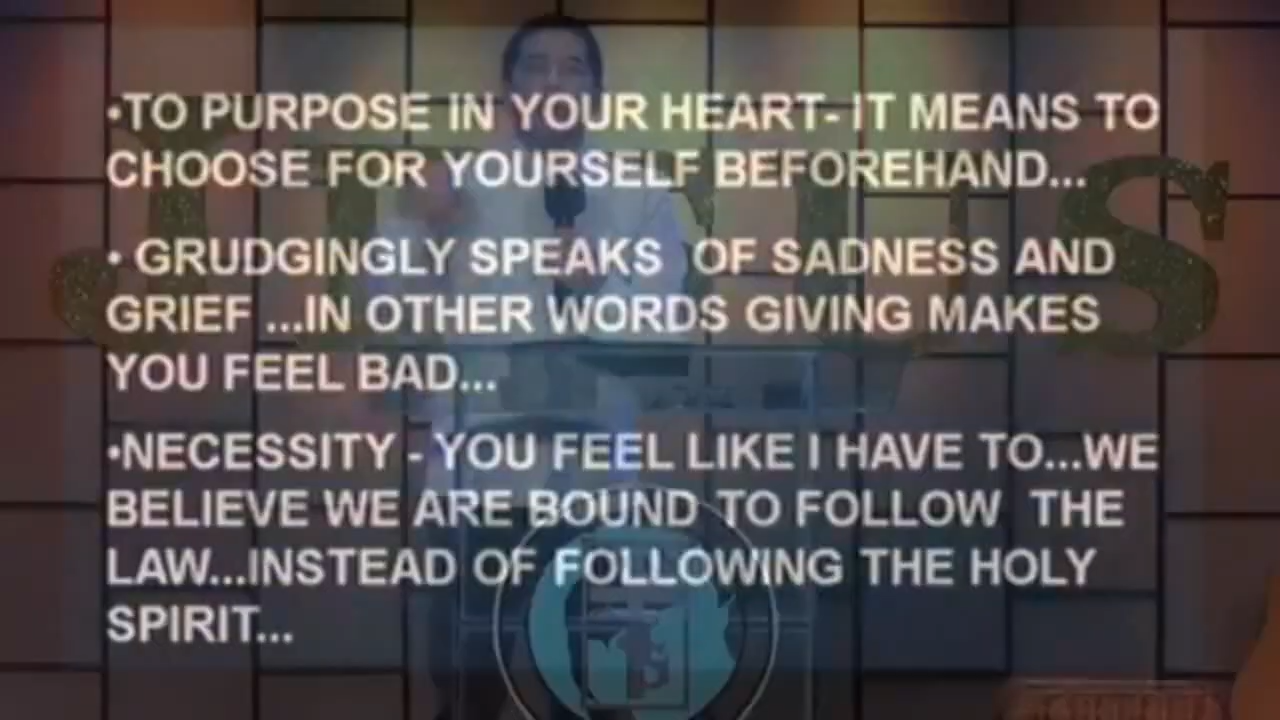 •TO PURPOSE IN YOUR HEART- IT MEANS TO
CHOOSE FOR YOURSELF BEFOREHAND...
• GRUDGINGLY SPEAKS  OF SADNESS AND
GRIEF ...IN OTHER WORDS GIVING MAKES
YOU FEEL BAD...
•NECESSITY - YOU FEEL LIKE I HAVE TO...WE
BELIEVE WE ARE BOUND TO FOLLOW  THE
LAW...INSTEAD OF FOLLOWING THE HOLY
SPIRIT...
JESUS